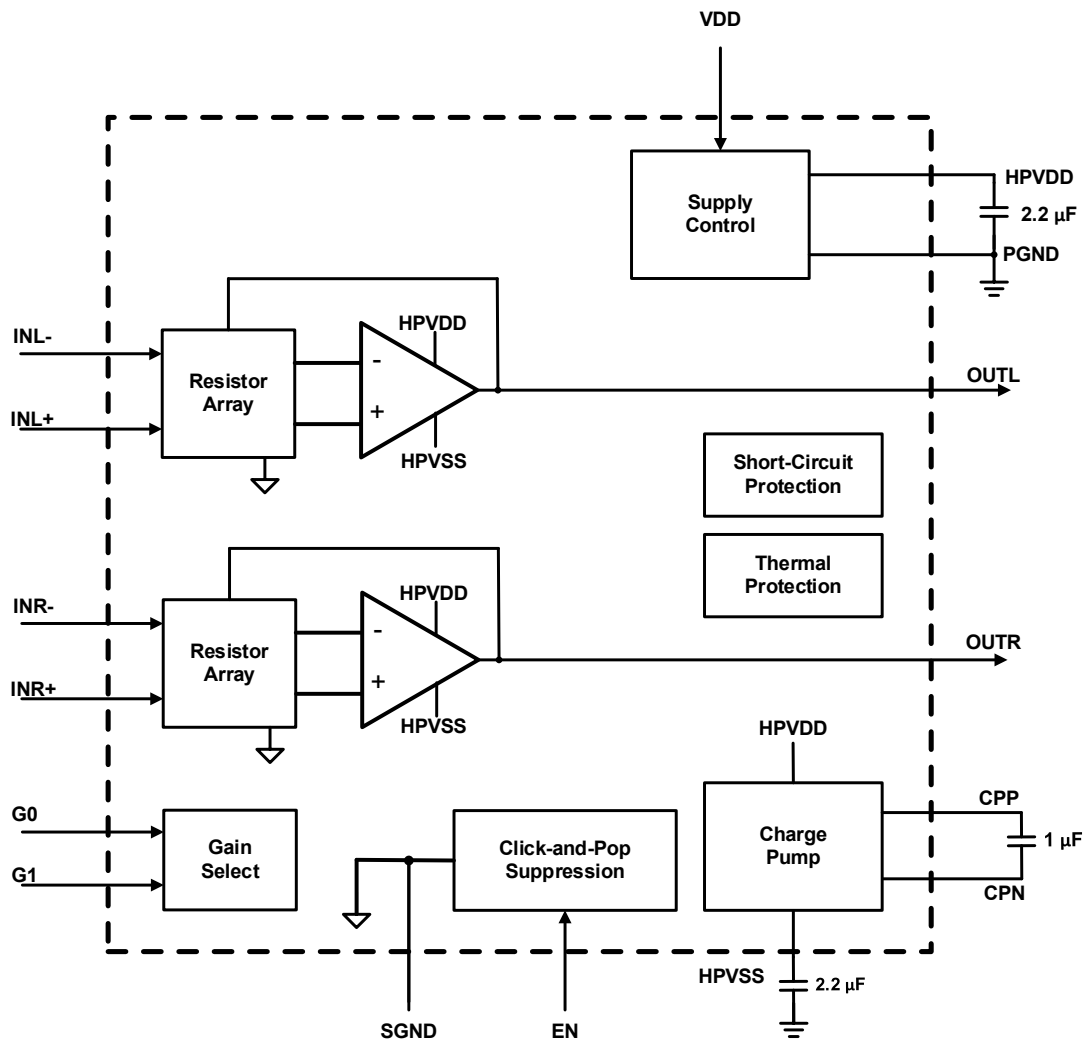 VDD
Supply
Control
HPVDD
2.2 µF
PGND
INL-
INL+
Resistor
Array
HPVDD
-
+
HPVSS
OUTL
Short-Circuit
Protection
Thermal
Protection
INR-
INR+
Resistor
Array
HPVDD
-
+
HPVSS
OUTR
G0
G1
Gain
Select
Click-and-Pop
Suppression
HPVDD
Charge
Pump
CPP
1 µF
CPN
HPVSS
2.2 µF
SGND
EN